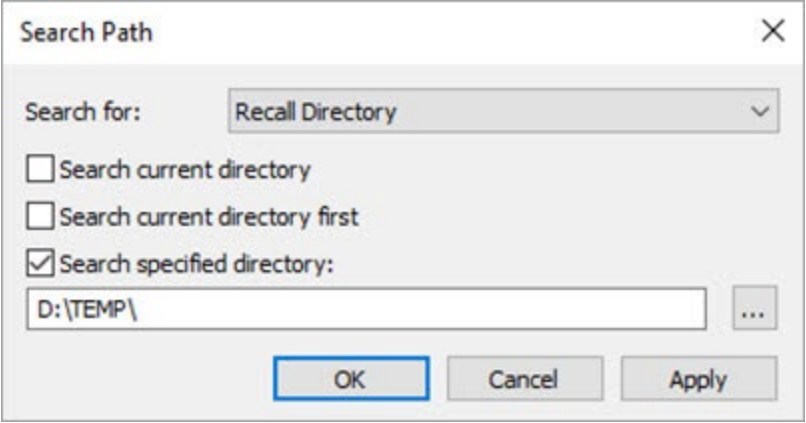 Search Path
Search for: Recall Directory
Search current directory
Search current directory first
Search specified directory:
D:\TEMP\ ...
OK Cancel Apply